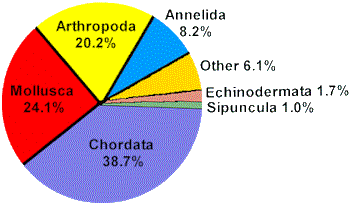 Arthropoda
20.2%
Annelida
8.2%
Other 6.1%
Echinodermata 1.7%
Sipuncula 1.0%
Mollusca
24.1%
Chordata
38.7%